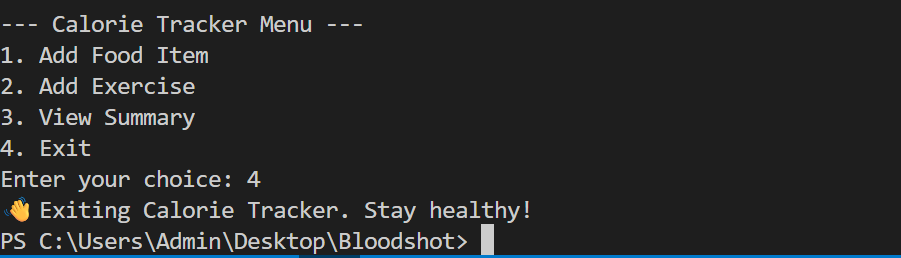 --- Calorie Tracker Menu ---
1. Add Food Item
2. Add Exercise
3. View Summary
4. Exit
Enter your choice: 4
👋 Exiting Calorie Tracker. Stay healthy!
PS C:\Users\Admin\Desktop\Bloodshot>